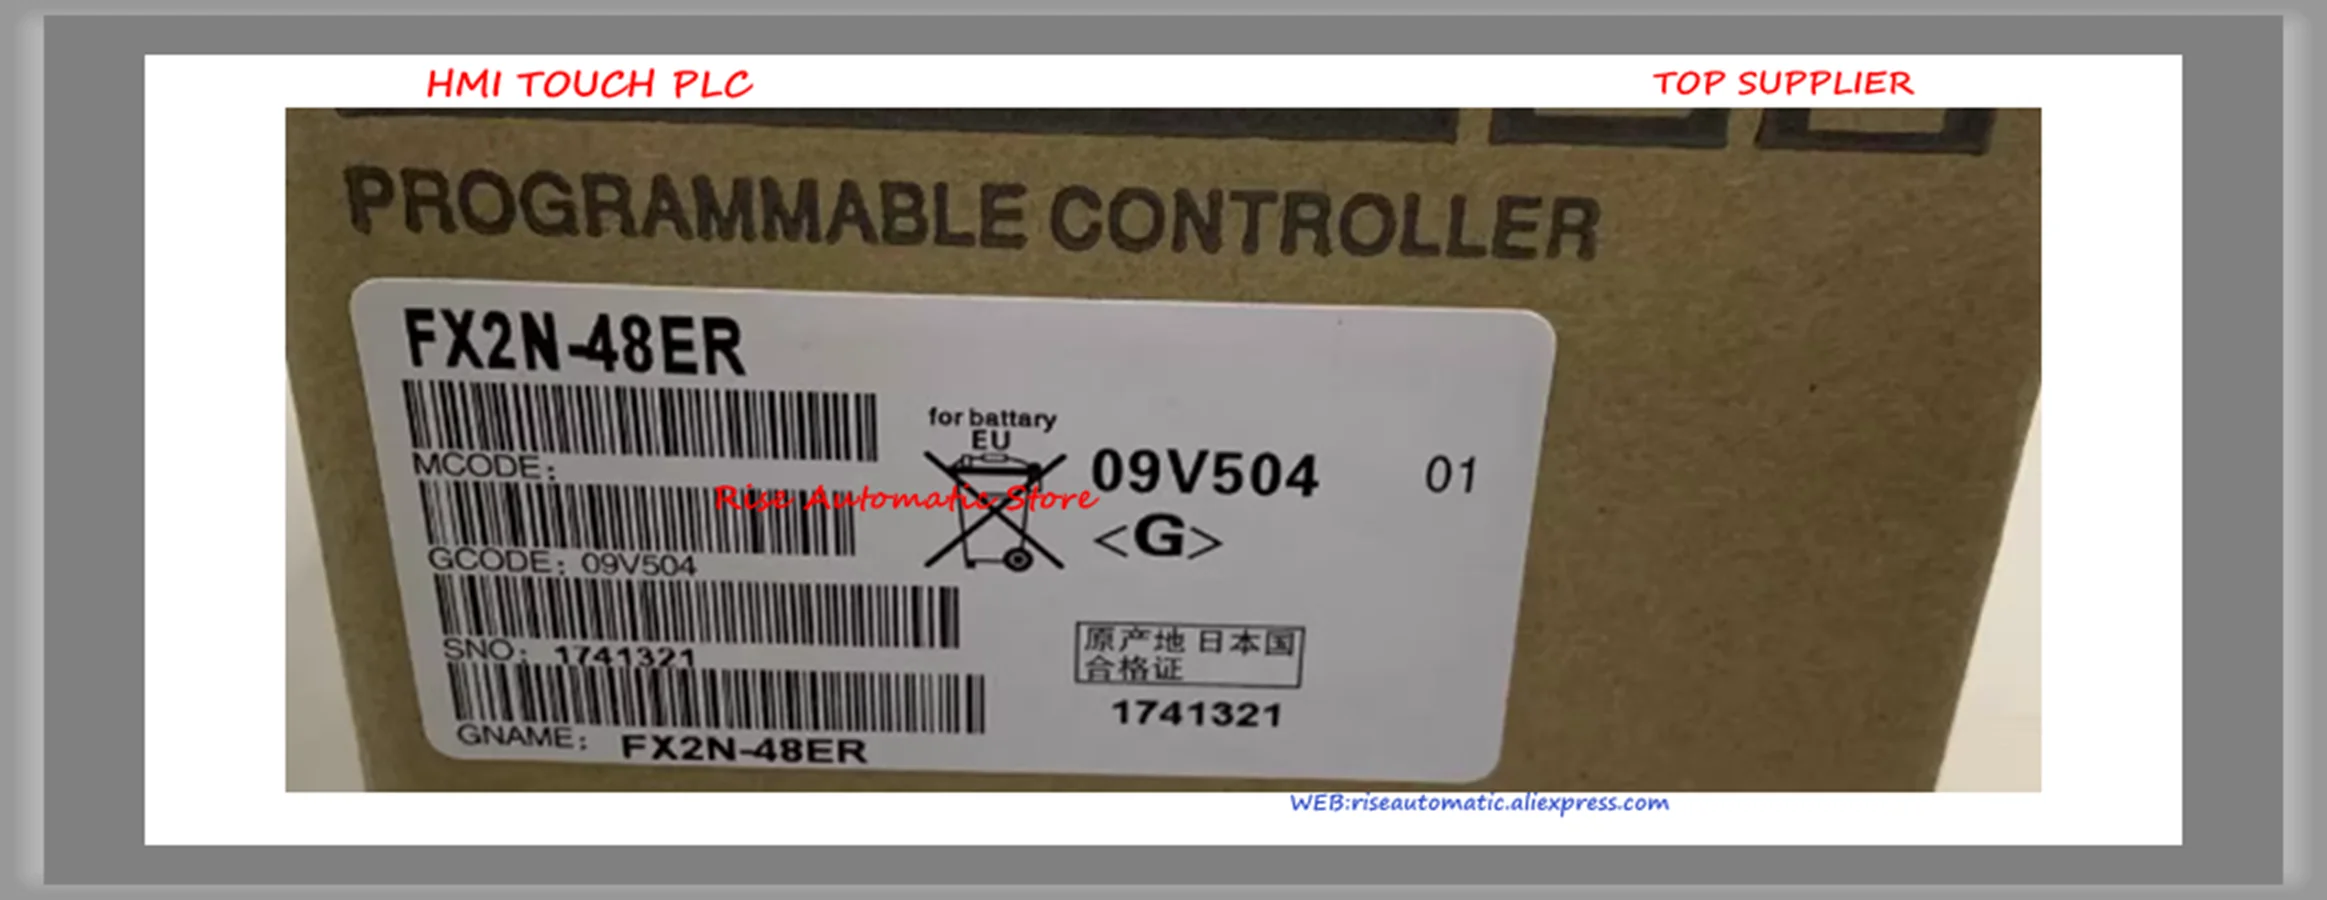 HMI TOUCH PLC
TOP SUPPLIER
PROGRAMMABLE CONTROLLER
FX2N-48ER
MCODE:
for battary
EU
09V504
01
Rise Automatic Store
<G>
GCODE: 09V504
SNO: 1741321
原产地 日本国
合格证
1741321
GNAME: FX2N-48ER
WEB:riseautomatic.aliexpress.com